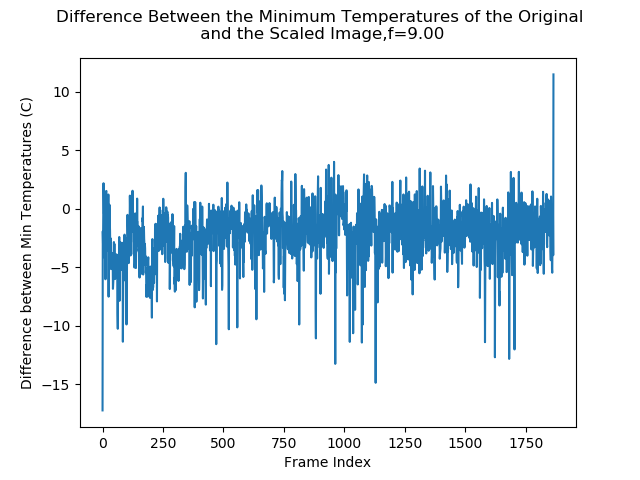 Difference Between the Minimum Temperatures of the Original
and the Scaled Image,f=9.00
Difference between Min Temperatures (C)
10
5
0
−5
−10
−15
0 250 500 750 1000 1250 1500 1750
Frame Index